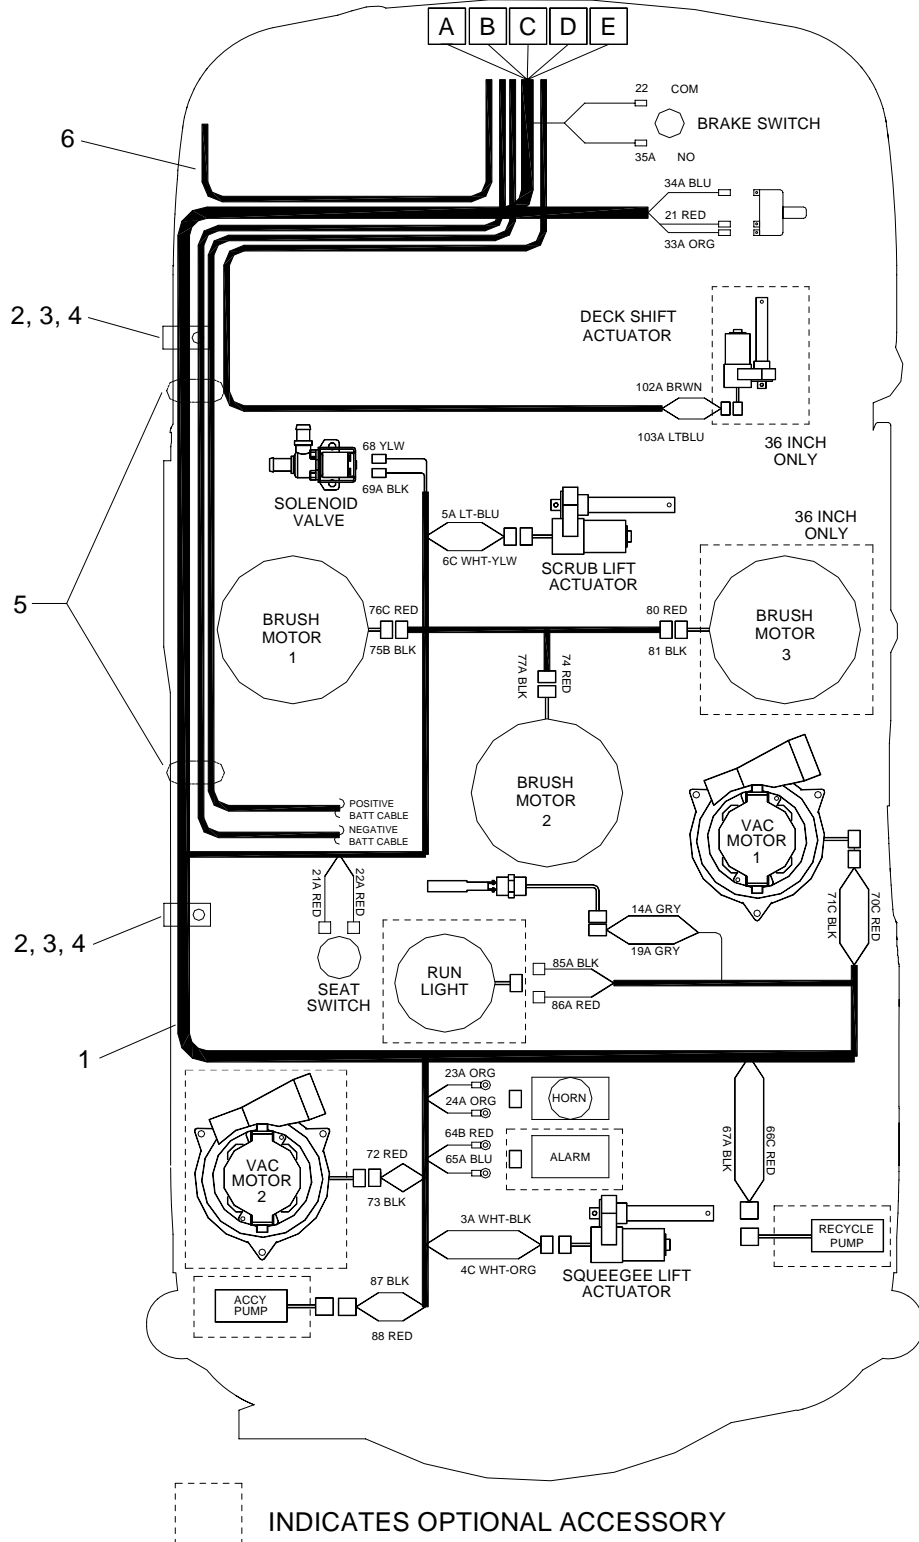 A B C D E
22 COM
BRAKE SWITCH
35A NO
6
34A BLU
21 RED
33A ORG
2, 3, 4
DECK SHIFT
ACTUATOR
102A BRWN
103A LTBLU
36 INCH
ONLY
68 YLW
69A BLK
SOLENOID
VALVE
5A LT-BLU
6C WHT-YLW
SCRUB LIFT
ACTUATOR
36 INCH
ONLY
5
BRUSH
MOTOR
1
76C RED
75B BLK
80 RED
81 BLK
BRUSH
MOTOR
3
77A BLK
74 RED
BRUSH
MOTOR
2
POSITIVE
BATT CABLE
NEGATIVE
BATT CABLE
VAC
MOTOR
1
21A RED
22A RED
71C BLK
70C RED
2, 3, 4
14A GRY
19A GRY
SEAT
SWITCH
RUN
LIGHT
85A BLK
86A RED
1
23A ORG
24A ORG
HORN
64B RED
65A BLU
ALARM
67A BLK
66C RED
VAC
MOTOR
2
72 RED
73 BLK
3A WHT-BLK
4C WHT-ORG
SQUEEGEE LIFT
ACTUATOR
RECYCLE
PUMP
ACCY
PUMP
87 BLK
88 RED
INDICATES OPTIONAL ACCESSORY